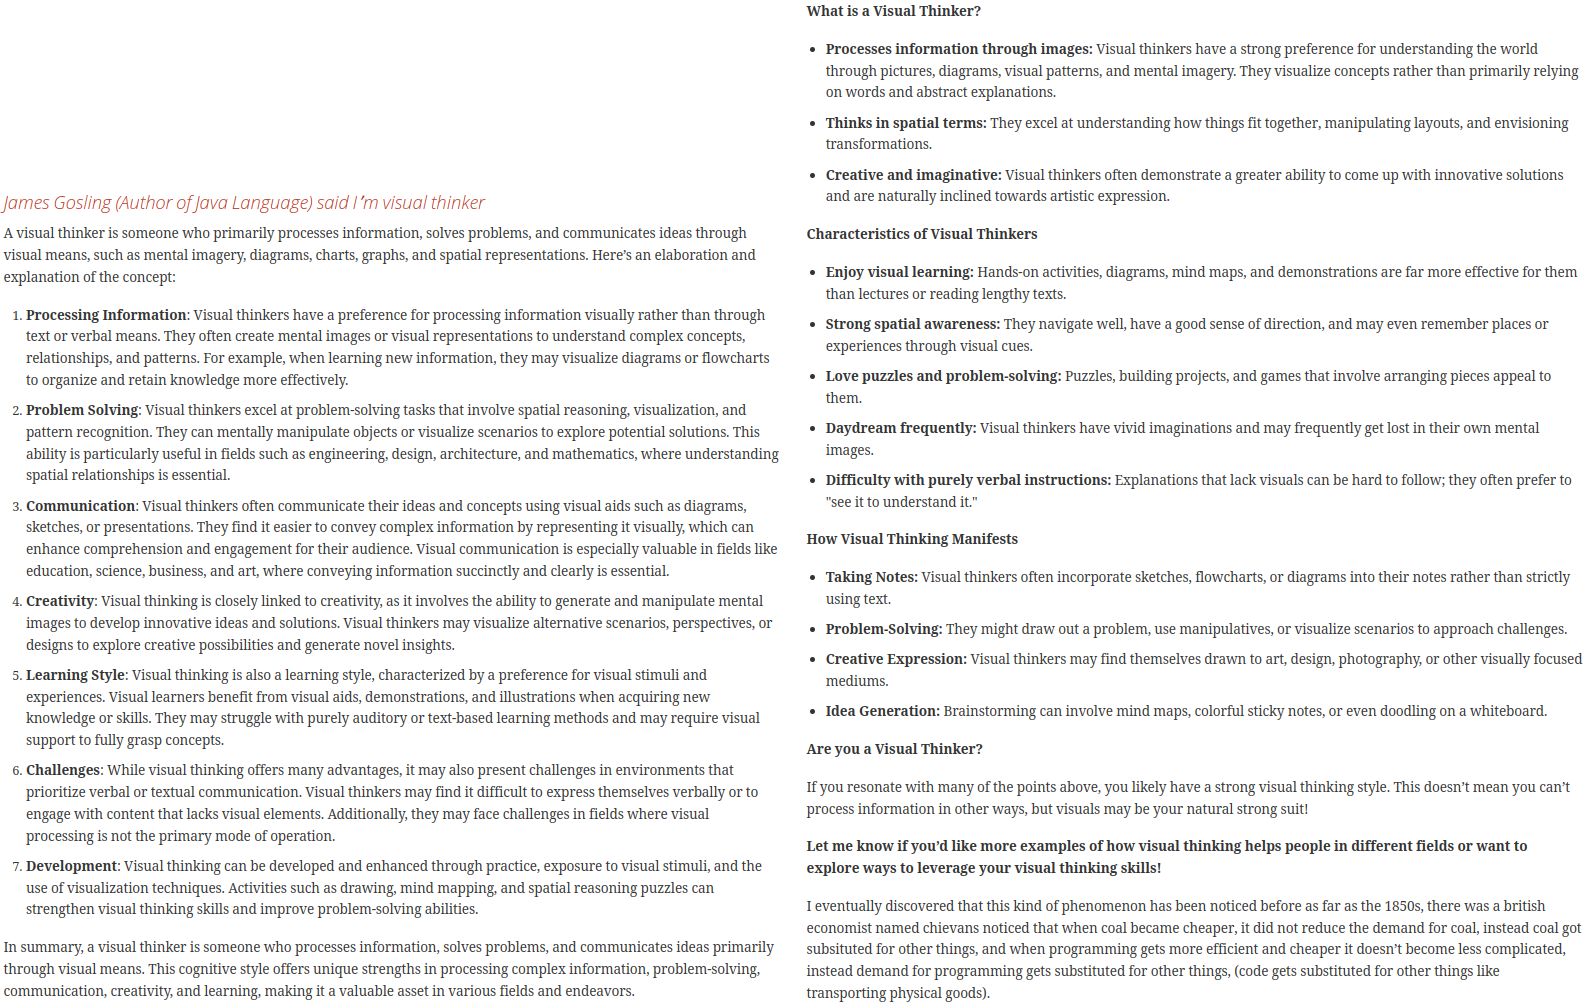 James Gosling (Author of Java Language) said I’m visual thinker
A visual thinker is someone who primarily processes information, solves problems, and communicates ideas through
visual means, such as mental imagery, diagrams, charts, graphs, and spatial representations. Here’s an elaboration and
explanation of the concept:
1. Processing Information: Visual thinkers have a preference for processing information visually rather than through
text or verbal means. They often create mental images or visual representations to understand complex concepts,
relationships, and patterns. For example, when learning new information, they may visualize diagrams or flowcharts
to organize and retain knowledge more effectively.
2. Problem Solving: Visual thinkers excel at problem-solving tasks that involve spatial reasoning, visualization, and
pattern recognition. They can mentally manipulate objects or visualize scenarios to explore potential solutions. This
ability is particularly useful in fields such as engineering, design, architecture, and mathematics, where understanding
spatial relationships is essential.
3. Communication: Visual thinkers often communicate their ideas and concepts using visual aids such as diagrams,
sketches, or presentations. They find it easier to convey complex information by representing it visually, which can
enhance comprehension and engagement for their audience. Visual communication is especially valuable in fields like
education, science, business, and art, where conveying information succinctly and clearly is essential.
4. Creativity: Visual thinking is closely linked to creativity, as it involves the ability to generate and manipulate mental
images to develop innovative ideas and solutions. Visual thinkers may visualize alternative scenarios, perspectives, or
designs to explore creative possibilities and generate novel insights.
5. Learning Style: Visual thinking is also a learning style, characterized by a preference for visual stimuli and
experiences. Visual learners benefit from visual aids, demonstrations, and illustrations when acquiring new
knowledge or skills. They may struggle with purely auditory or text-based learning methods and may require visual
support to fully grasp concepts.
6. Challenges: While visual thinking offers many advantages, it may also present challenges in environments that
prioritize verbal or textual communication. Visual thinkers may find it difficult to express themselves verbally or to
engage with content that lacks visual elements. Additionally, they may face challenges in fields where visual
processing is not the primary mode of operation.
7. Development: Visual thinking can be developed and enhanced through practice, exposure to visual stimuli, and the
use of visualization techniques. Activities such as drawing, mind mapping, and spatial reasoning puzzles can
strengthen visual thinking skills and improve problem-solving abilities.
In summary, a visual thinker is someone who processes information, solves problems, and communicates ideas primarily
through visual means. This cognitive style offers unique strengths in processing complex information, problem-solving,
communication, creativity, and learning, making it a valuable asset in various fields and endeavors.
What is a Visual Thinker?
• Processes information through images: Visual thinkers have a strong preference for understanding the world
through pictures, diagrams, visual patterns, and mental imagery. They visualize concepts rather than primarily relying
on words and abstract explanations.
• Thinks in spatial terms: They excel at understanding how things fit together, manipulating layouts, and envisioning
transformations.
• Creative and imaginative: Visual thinkers often demonstrate a greater ability to come up with innovative solutions
and are naturally inclined towards artistic expression.
Characteristics of Visual Thinkers
• Enjoy visual learning: Hands-on activities, diagrams, mind maps, and demonstrations are far more effective for them
than lectures or reading lengthy texts.
• Strong spatial awareness: They navigate well, have a good sense of direction, and may even remember places or
experiences through visual cues.
• Love puzzles and problem-solving: Puzzles, building projects, and games that involve arranging pieces appeal to
them.
• Daydream frequently: Visual thinkers have vivid imaginations and may frequently get lost in their own mental
images.
• Difficulty with purely verbal instructions: Explanations that lack visuals can be hard to follow; they often prefer to
"see it to understand it."
How Visual Thinking Manifests
• Taking Notes: Visual thinkers often incorporate sketches, flowcharts, or diagrams into their notes rather than strictly
using text.
• Problem-Solving: They might draw out a problem, use manipulatives, or visualize scenarios to approach challenges.
• Creative Expression: Visual thinkers may find themselves drawn to art, design, photography, or other visually focused
mediums.
• Idea Generation: Brainstorming can involve mind maps, colorful sticky notes, or even doodling on a whiteboard.
Are you a Visual Thinker?
If you resonate with many of the points above, you likely have a strong visual thinking style. This doesn’t mean you can’t
process information in other ways, but visuals may be your natural strong suit!
Let me know if you’d like more examples of how visual thinking helps people in different fields or want to
explore ways to leverage your visual thinking skills!
I eventually discovered that this kind of phenomenon has been noticed before as far as the 1850s, there was a british
economist named chievans noticed that when coal became cheaper, it did not reduce the demand for coal, instead coal got
subsituted for other things, and when programming gets more efficient and cheaper it doesn’t become less complicated,
instead demand for programming gets substituted for other things, (code gets substituted for other things like
transporting physical goods).